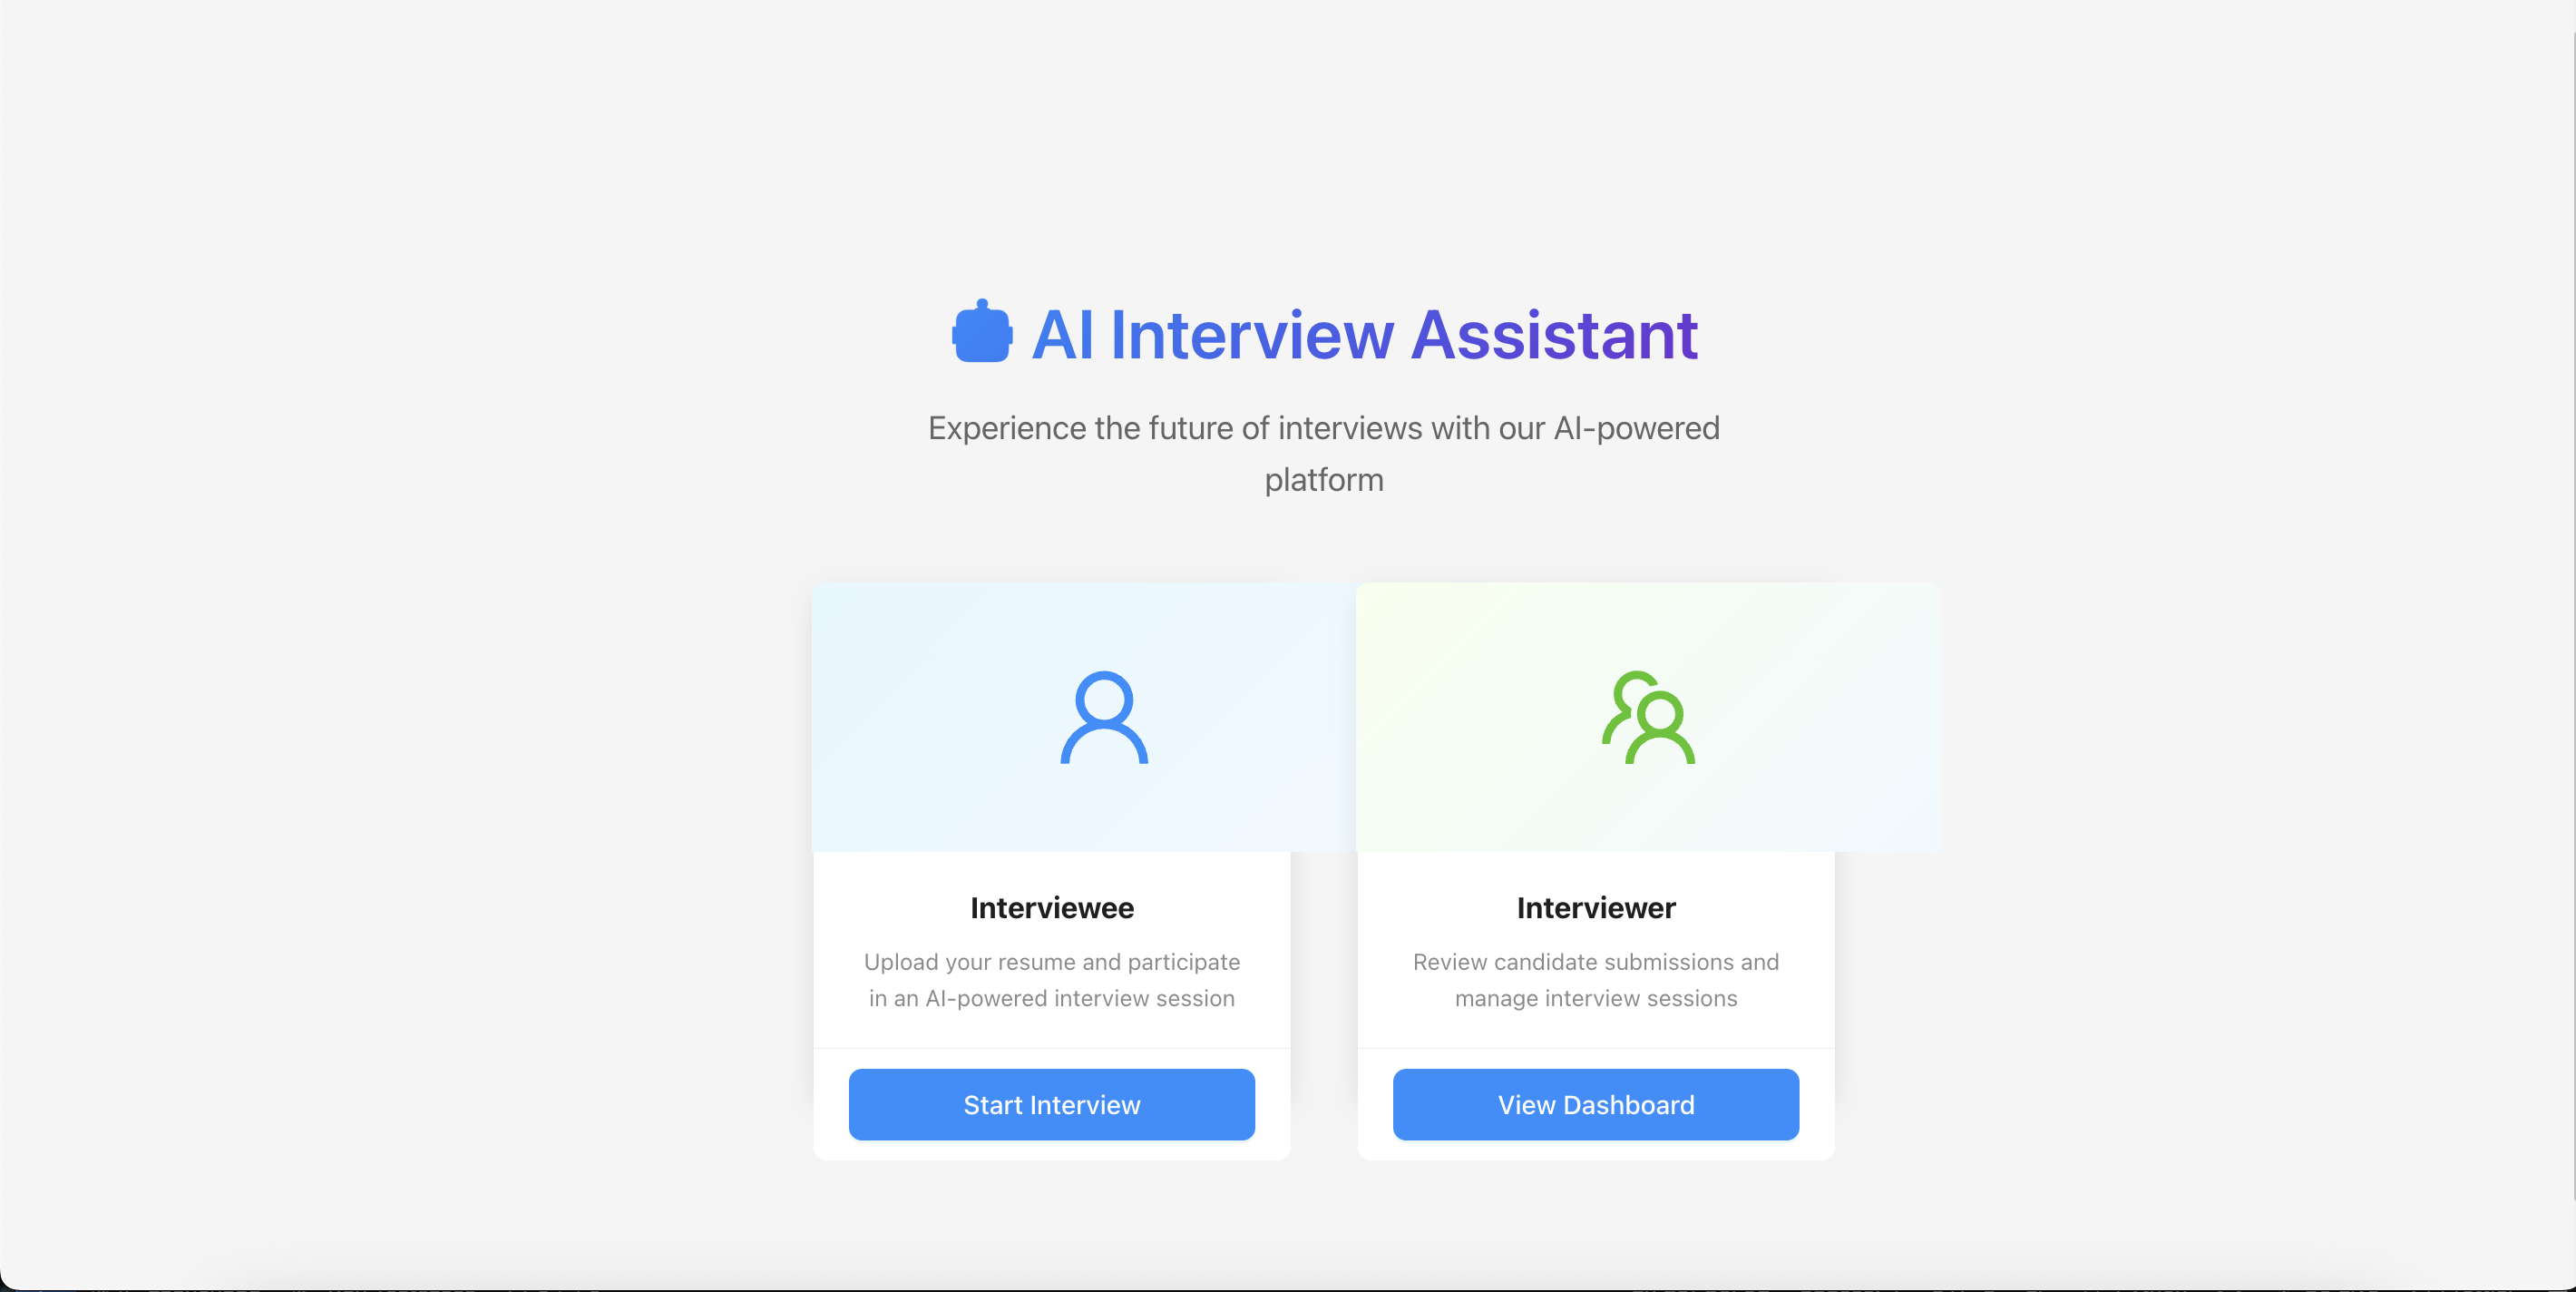 AI Interview Assistant
Experience the future of interviews with our AI-powered
platform
Interviewee
Upload your resume and participate
in an AI-powered interview session
Start Interview
Interviewer
Review candidate submissions and
manage interview sessions
View Dashboard